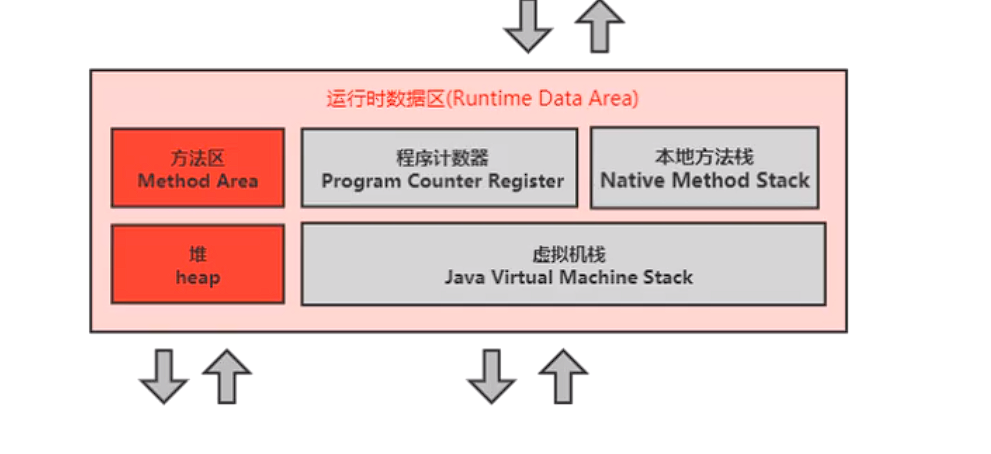 运行时数据区(Runtime Data Area)
方法区
Method Area
程序计数器
Program Counter Register
本地方法栈
Native Method Stack
堆
heap
虚拟机栈
Java Virtual Machine Stack